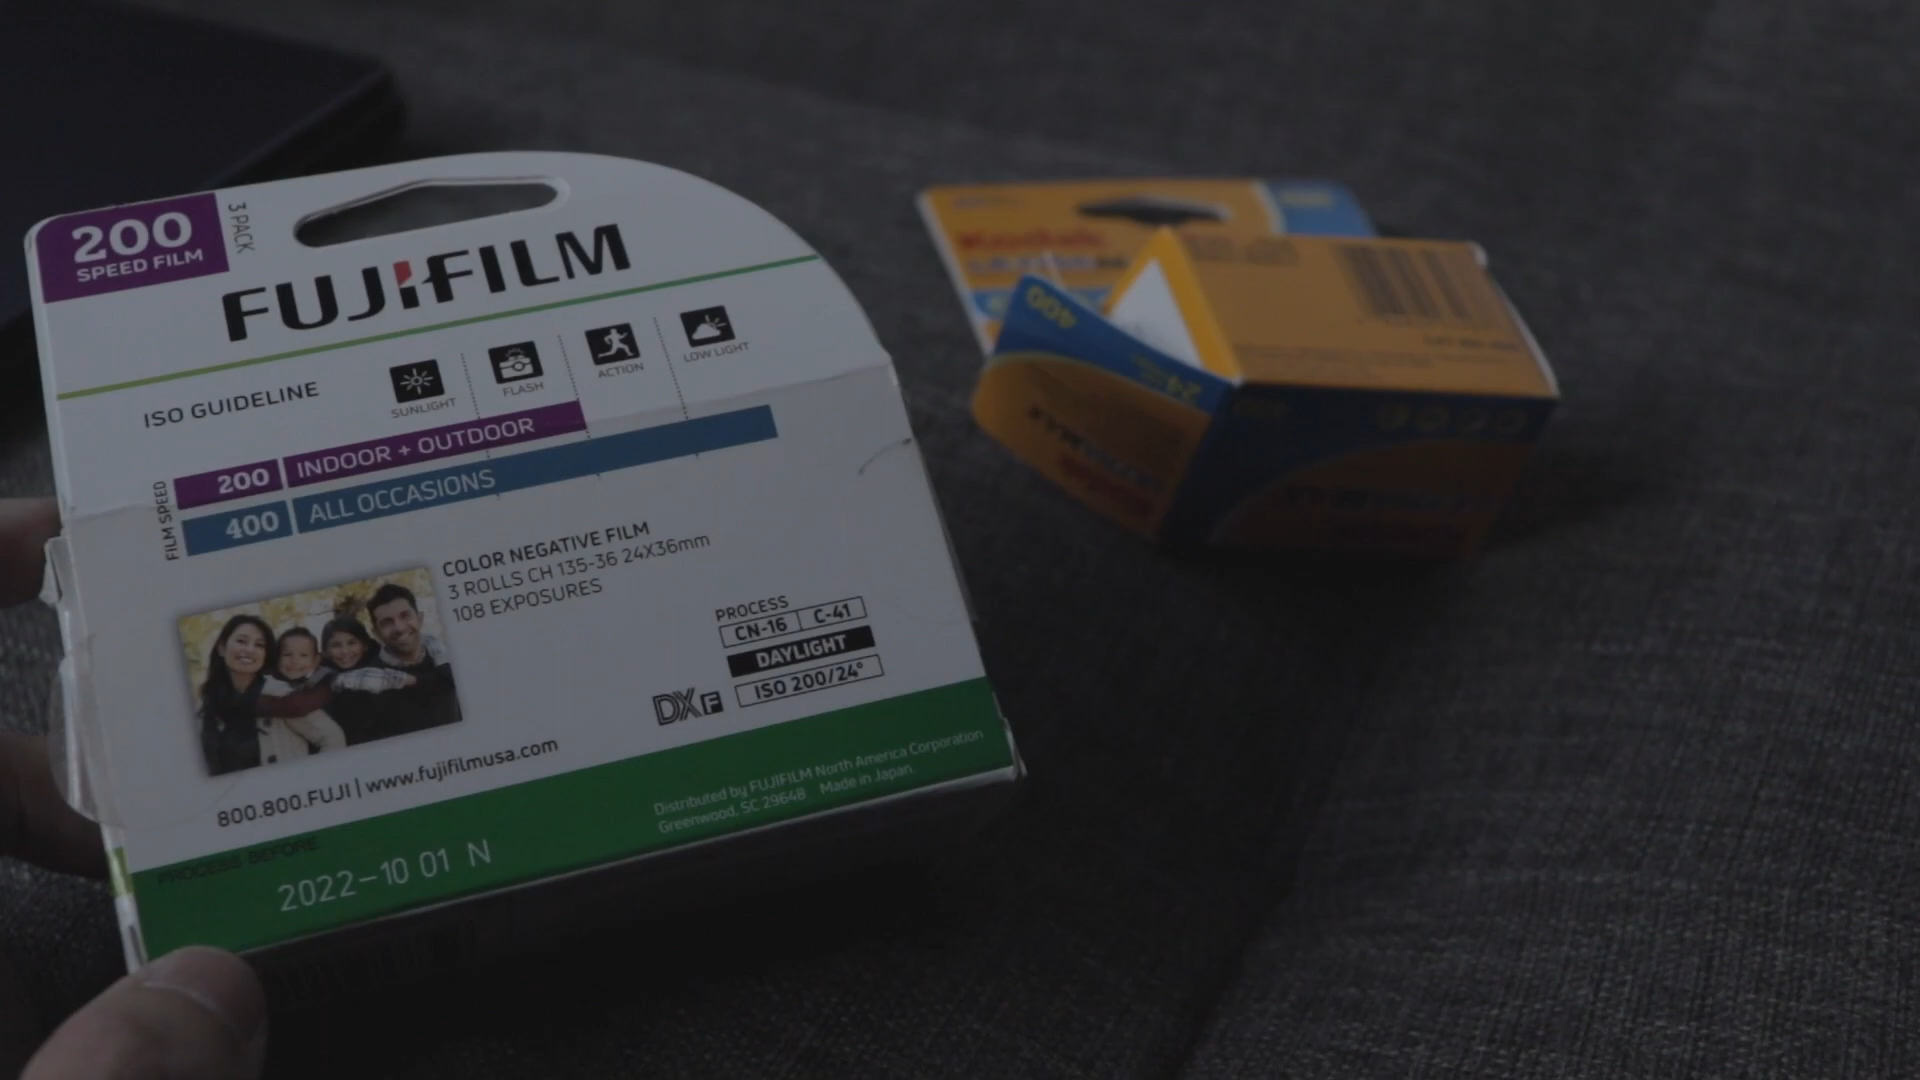 200
SPEED FILM
3 PACK
FUJIFILM
ISO GUIDELINE
SUNLIGHT
FLASH
ACTION
LOW LIGHT
FILM SPEED
200 INDOOR + OUTDOOR
400 ALL OCCASIONS
COLOR NEGATIVE FILM
3 ROLLS CH 135-36 24X36mm
108 EXPOSURES
PROCESS
CN-16 C-41
DAYLIGHT
ISO 200/24°
DX F
800.800.FUJI | www.fujifilmusa.com
Distributed by FUJIFILM North America Corporation
Greenwood, SC 29648 Made in Japan.
PROCESS BEFORE
2022-10 01 N
Kodak
400
24